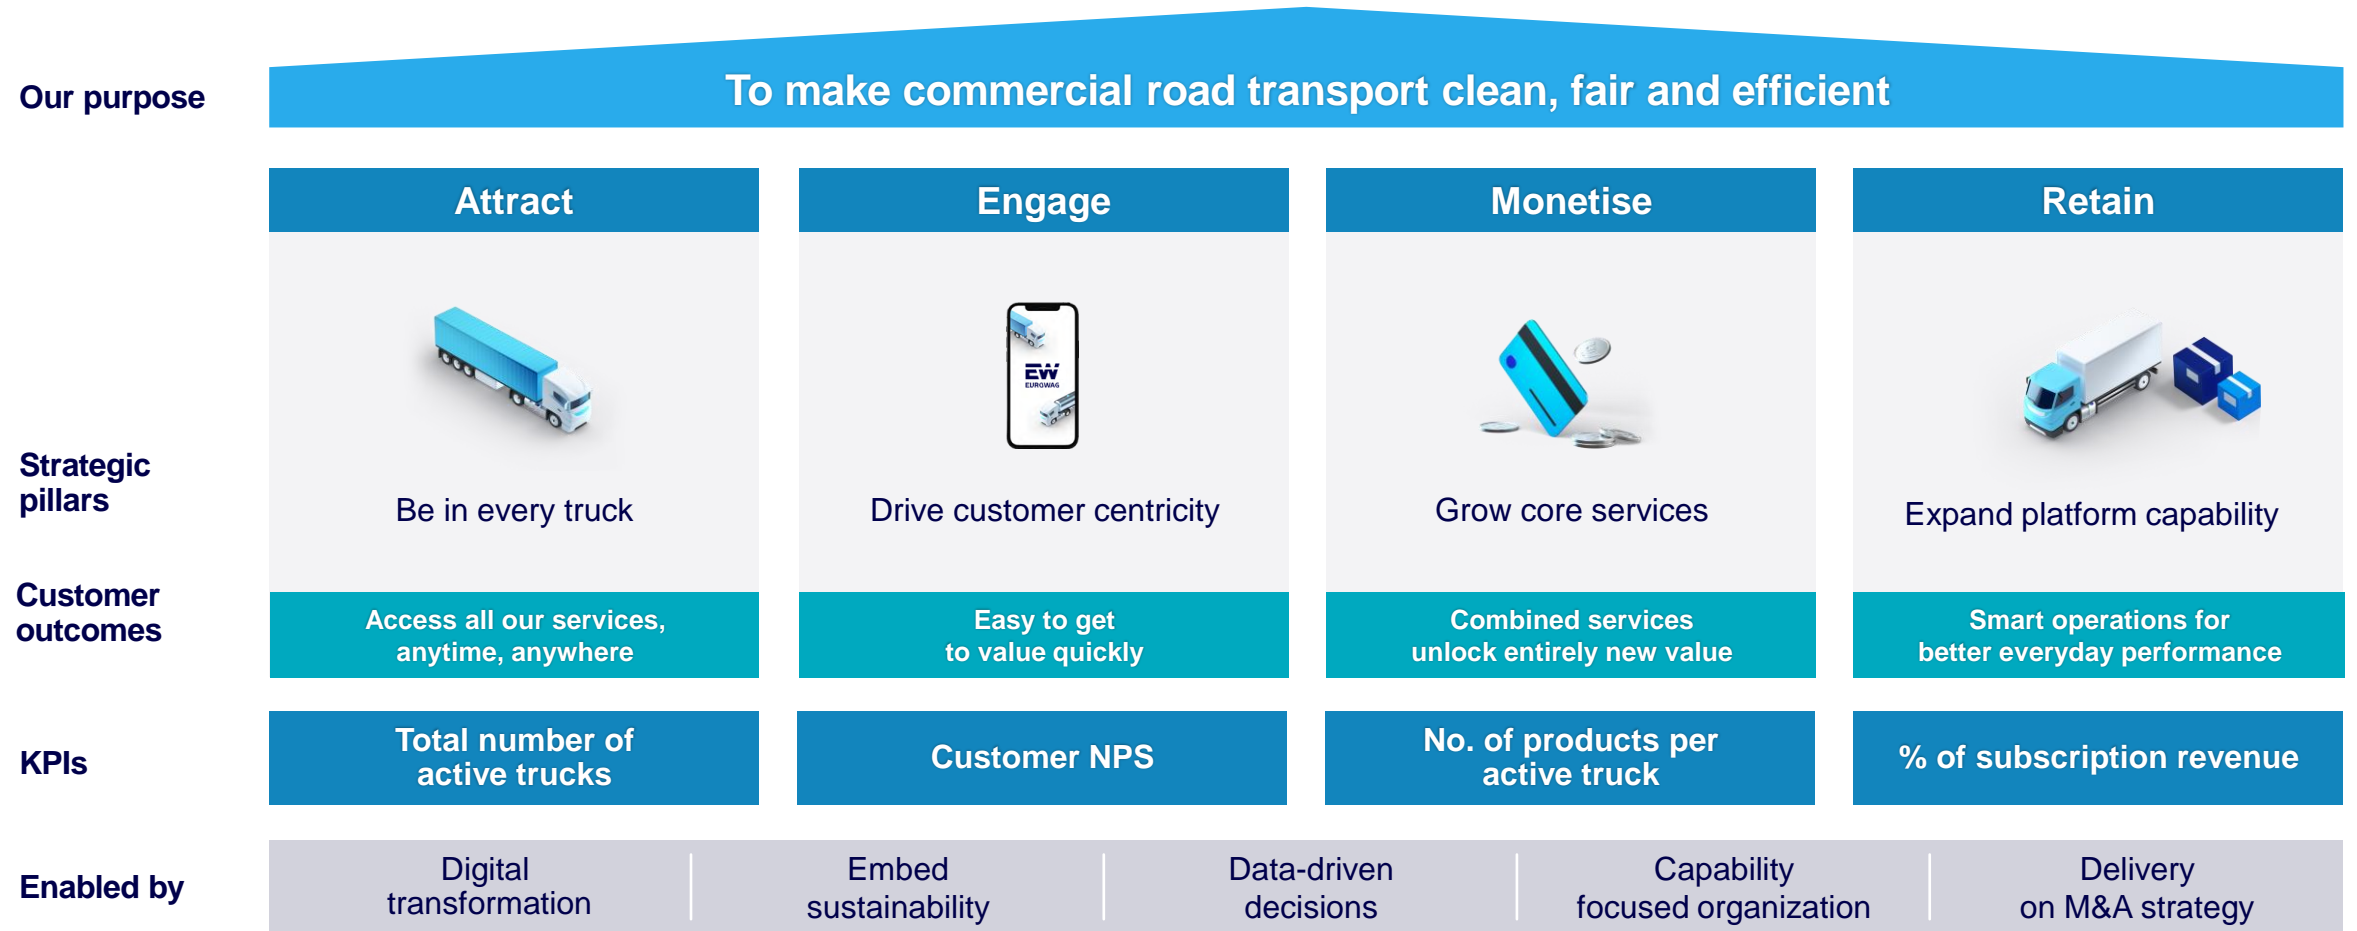 Our purpose
To make commercial road transport clean, fair and efficient
Attract
Engage
Monetise
Retain
EW
EUROWAG
Strategic
pillars
Be in every truck
Drive customer centricity
Grow core services
Expand platform capability
Customer
outcomes
Access all our services,
anytime, anywhere
Easy to get
to value quickly
Combined services
unlock entirely new value
Smart operations for
better everyday performance
KPIs
Total number of
active trucks
Customer NPS
No. of products per
active truck
% of subscription revenue
Enabled by
Digital
transformation
Embed
sustainability
Data-driven
decisions
Capability
focused organization
Delivery
on M&A strategy